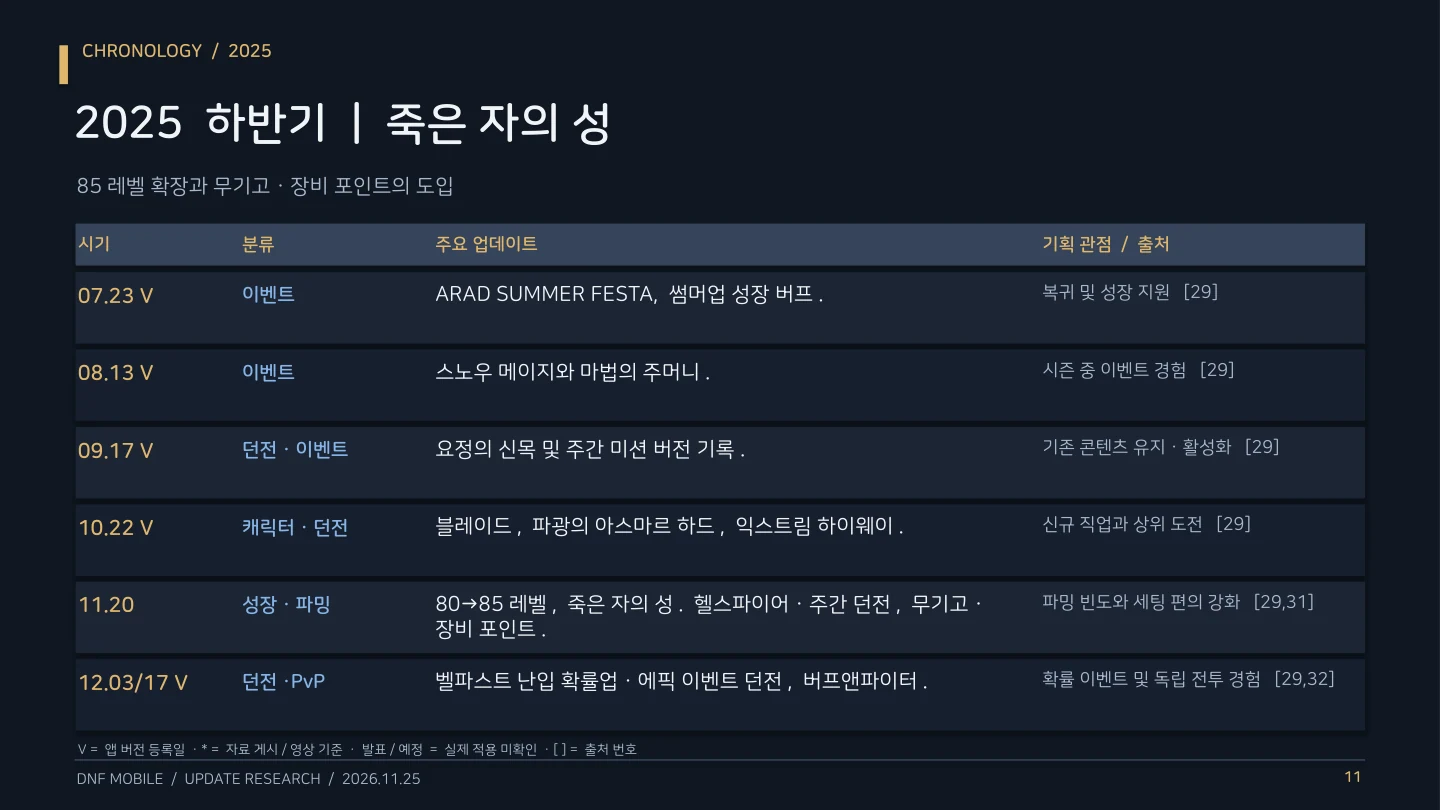 CHRONOLOGY / 2025
2025 하반기 | 죽은 자의 성
85 레벨 확장과 무기고 · 장비 포인트의 도입
시기 분류 주요 업데이트 기획 관점 / 출처
07.23 V 이벤트 ARAD SUMMER FESTA, 썸머업 성장 버프 . 복귀 및 성장 지원 [29]
08.13 V 이벤트 스노우 메이지와 마법의 주머니 . 시즌 중 이벤트 경험 [29]
09.17 V 던전 · 이벤트 요정의 신목 및 주간 미션 버전 기록 . 기존 콘텐츠 유지 · 활성화 [29]
10.22 V 캐릭터 · 던전 블레이드 , 파광의 아스마르 하드 , 익스트림 하이웨이 . 신규 직업과 상위 도전 [29]
11.20 성장 · 파밍 80→85 레벨 , 죽은 자의 성 . 헬스파이어 · 주간 던전 , 무기고 · 파밍 빈도와 세팅 편의 강화 [29,31]
장비 포인트 .
12.03/17 V 던전 ·PvP 벨파스트 난입 확률업 · 에픽 이벤트 던전 , 버프앤파이터 . 확률 이벤트 및 독립 전투 경험 [29,32]
V = 앱 버전 등록일 · * = 자료 게시 / 영상 기준 · 발표 / 예정 = 실제 적용 미확인 · [ ] = 출처 번호
DNF MOBILE / UPDATE RESEARCH / 2026.11.25 11